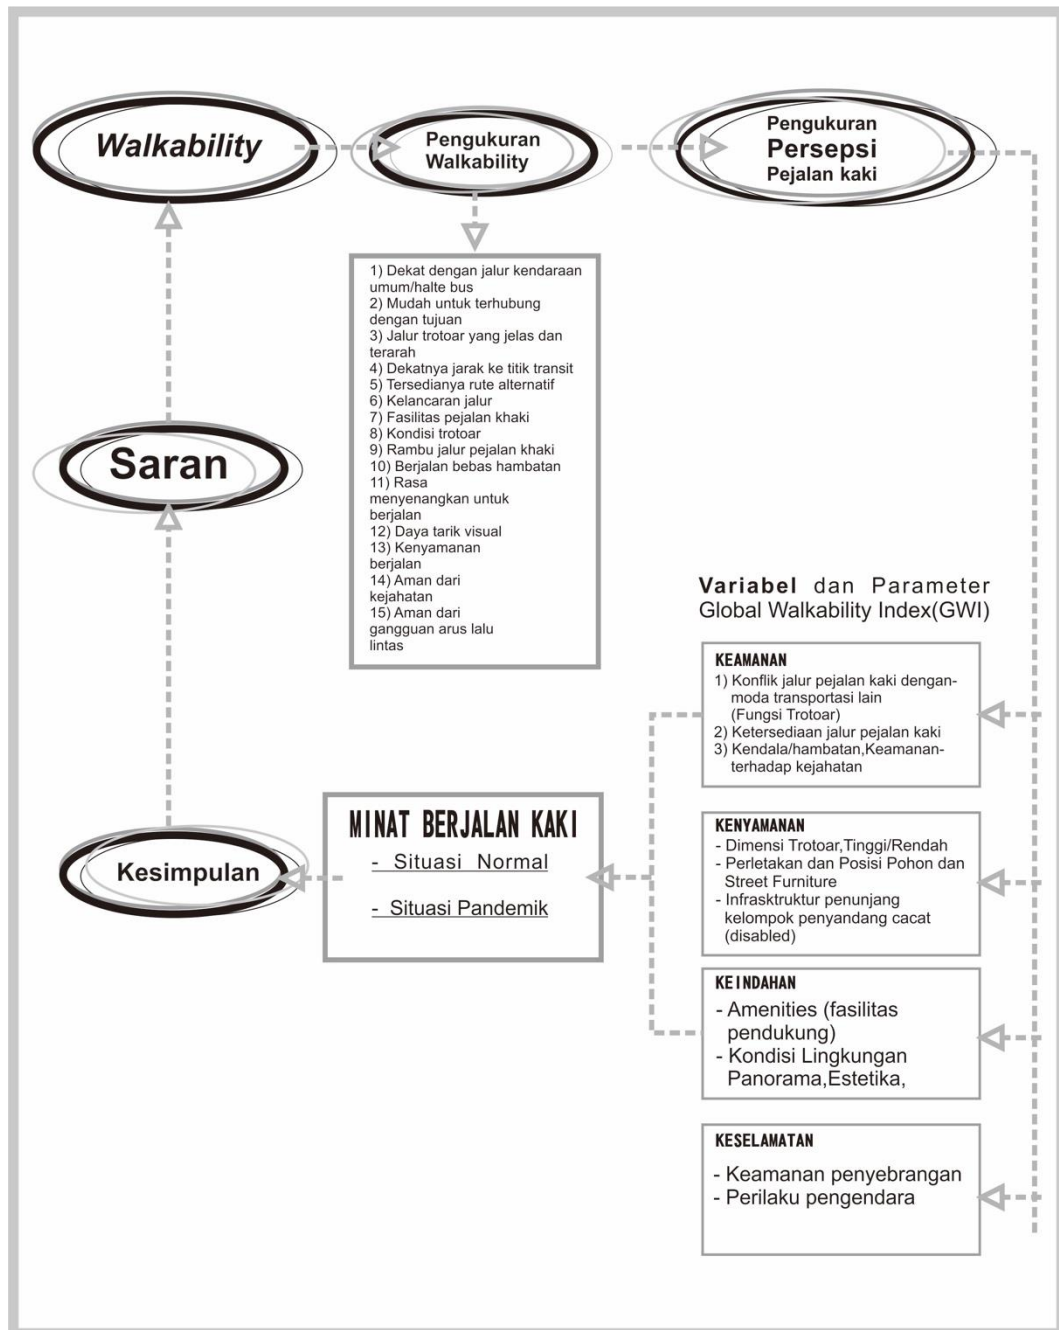 Walkability
Pengukuran
Walkability
Pengukuran
Persepsi
Pejalan kaki
1) Dekat dengan jalur kendaraan
umum/halte bus
2) Mudah untuk terhubung
dengan tujuan
3) Jalur trotoar yang jelas dan
terarah
4) Dekatnya jarak ke titik transit
5) Tersedianya rute alternatif
6) Kelancaran jalur
7) Fasilitas pejalan khaki
8) Kondisi trotoar
9) Rambu jalur pejalan khaki
10) Berjalan bebas hambatan
11) Rasa
menyenangkan untuk
berjalan
12) Daya tarik visual
13) Kenyamanan
berjalan
14) Aman dari
kejahatan
15) Aman dari
gangguan arus lalu
lintas
Saran
Variabel dan Parameter
Global Walkability Index(GWI)
KEAMANAN
1) Konflik jalur pejalan kaki dengan-
moda transportasi lain
(Fungsi Trotoar)
2) Ketersediaan jalur pejalan kaki
3) Kendala/hambatan,Keamanan-
terhadap kejahatan
KENYAMANAN
- Dimensi Trotoar,Tinggi/Rendah
- Perletakan dan Posisi Pohon dan
Street Furniture
- Infrasktruktur penunjang
kelompok penyandang cacat
(disabled)
KEINDAHAN
- Amenities (fasilitas
pendukung)
- Kondisi Lingkungan
Panorama,Estetika,
KESELAMATAN
- Keamanan penyebrangan
- Perilaku pengendara
MINAT BERJALAN KAKI
- Situasi Normal
- Situasi Pandemik
Kesimpulan